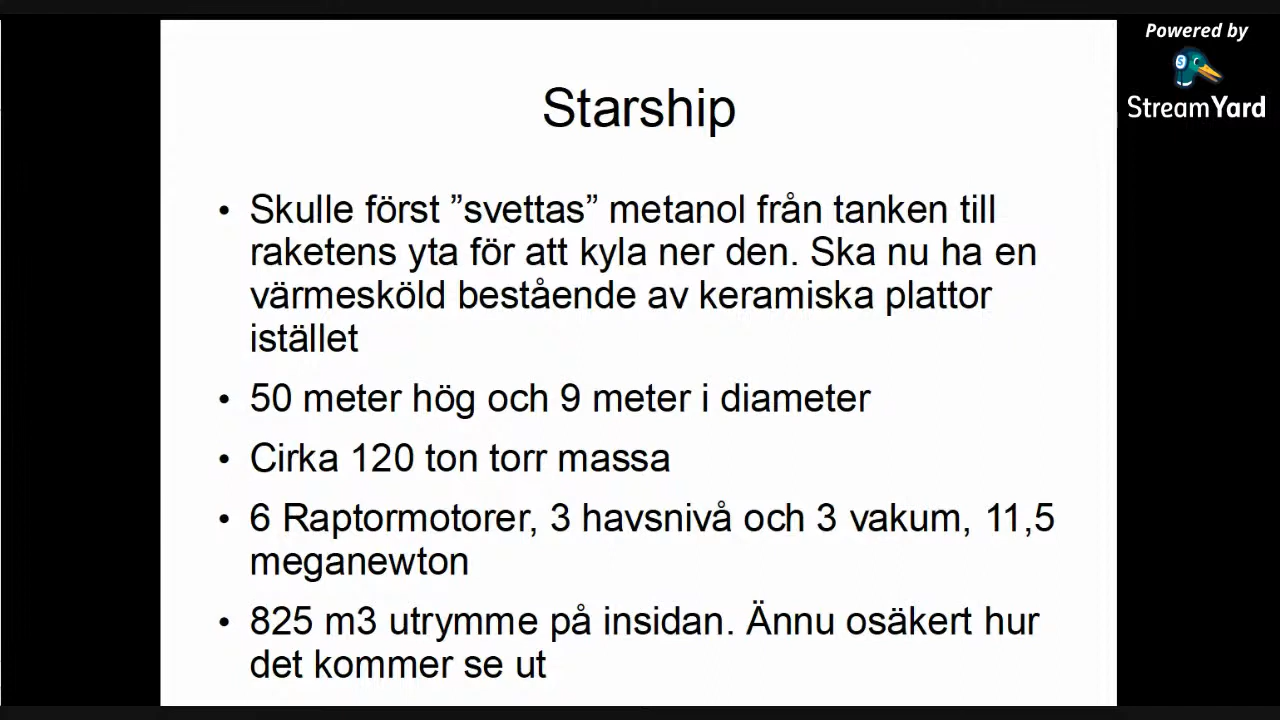 Powered by
StreamYard
Starship
• Skulle först ”svettas” metanol från tanken till
raketens yta för att kyla ner den. Ska nu ha en
värmesköld bestående av keramiska plattor
istället
• 50 meter hög och 9 meter i diameter
• Cirka 120 ton torr massa
• 6 Raptormotorer, 3 havsnivå och 3 vakum, 11,5
meganewton
• 825 m3 utrymme på insidan. Ännu osäkert hur
det kommer se ut